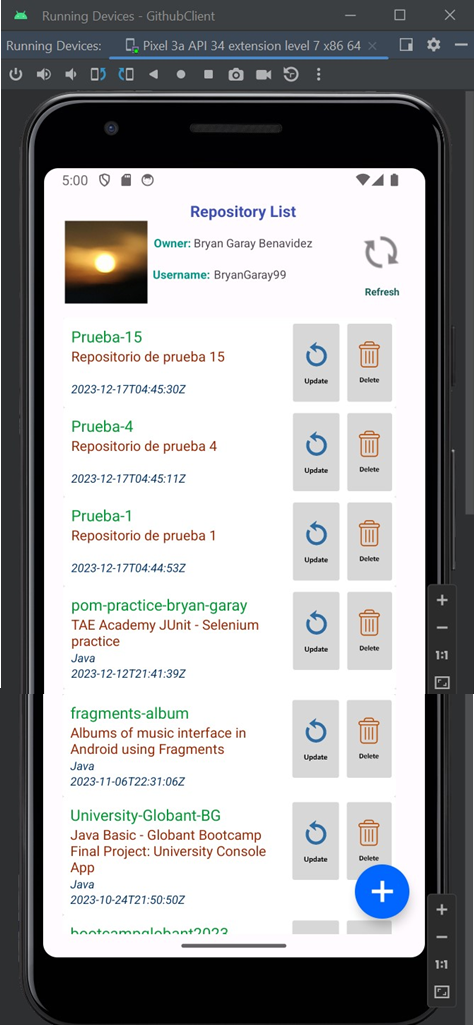 Running Devices - GithubClient
Running Devices: Pixel 3a API 34 extension level 7 x86 64
5:00
Repository List
Owner: Bryan Garay Benavidez
Username: BryanGaray99
Refresh
Prueba-15
Repositorio de prueba 15
2023-12-17T04:45:30Z
Update
Delete
Prueba-4
Repositorio de prueba 4
2023-12-17T04:45:11Z
Update
Delete
Prueba-1
Repositorio de prueba 1
2023-12-17T04:44:53Z
Update
Delete
pom-practice-bryan-garay
TAE Academy JUnit - Selenium
practice
Java
2023-12-12T21:41:39Z
Update
Delete
1:1
fragments-album
Albums of music interface in
Android using Fragments
Java
2023-11-06T22:31:06Z
Update
Delete
University-Globant-BG
Java Basic - Globant Bootcamp
Final Project: University Console
App
Java
2023-10-24T21:50:50Z
Update
Delete
bootcampglobant2023
1:1